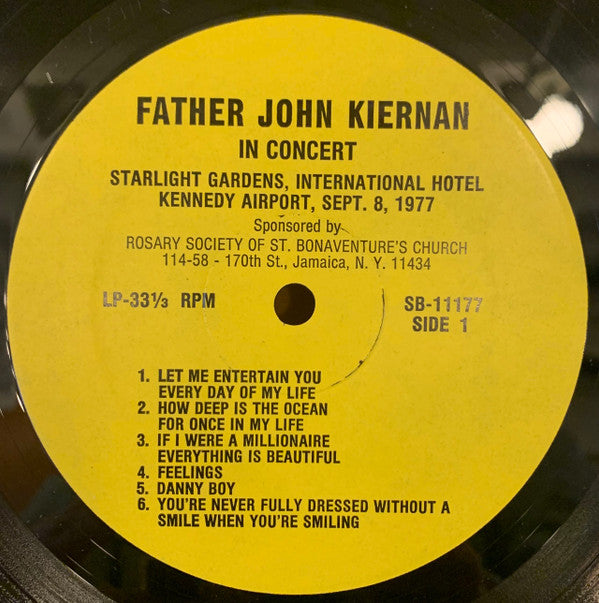 FATHER JOHN KIERNAN
IN CONCERT
STARLIGHT GARDENS, INTERNATIONAL HOTEL
KENNEDY AIRPORT, SEPT. 8, 1977
Sponsored by
ROSARY SOCIETY OF ST. BONAVENTURE'S CHURCH
114-58 - 170th St., Jamaica, N. Y. 11434
LP-33⅓ RPM
SB-11177
SIDE 1
1. LET ME ENTERTAIN YOU
EVERY DAY OF MY LIFE
2. HOW DEEP IS THE OCEAN
FOR ONCE IN MY LIFE
3. IF I WERE A MILLIONAIRE
EVERYTHING IS BEAUTIFUL
4. FEELINGS
5. DANNY BOY
6. YOU'RE NEVER FULLY DRESSED WITHOUT A
SMILE WHEN YOU'RE SMILING